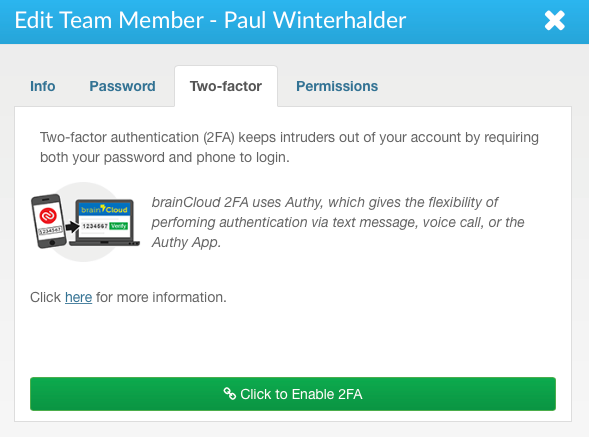 Edit Team Member - Paul Winterhalder
Info
Password
Two-factor
Permissions
Two-factor authentication (2FA) keeps intruders out of your account by requiring
both your password and phone to login.
brainCloud
1234567
1234567 Verify
brainCloud 2FA uses Authy, which gives the flexibility of
perfoming authentication via text message, voice call, or the
Authy App.
Click here for more information.
Click to Enable 2FA